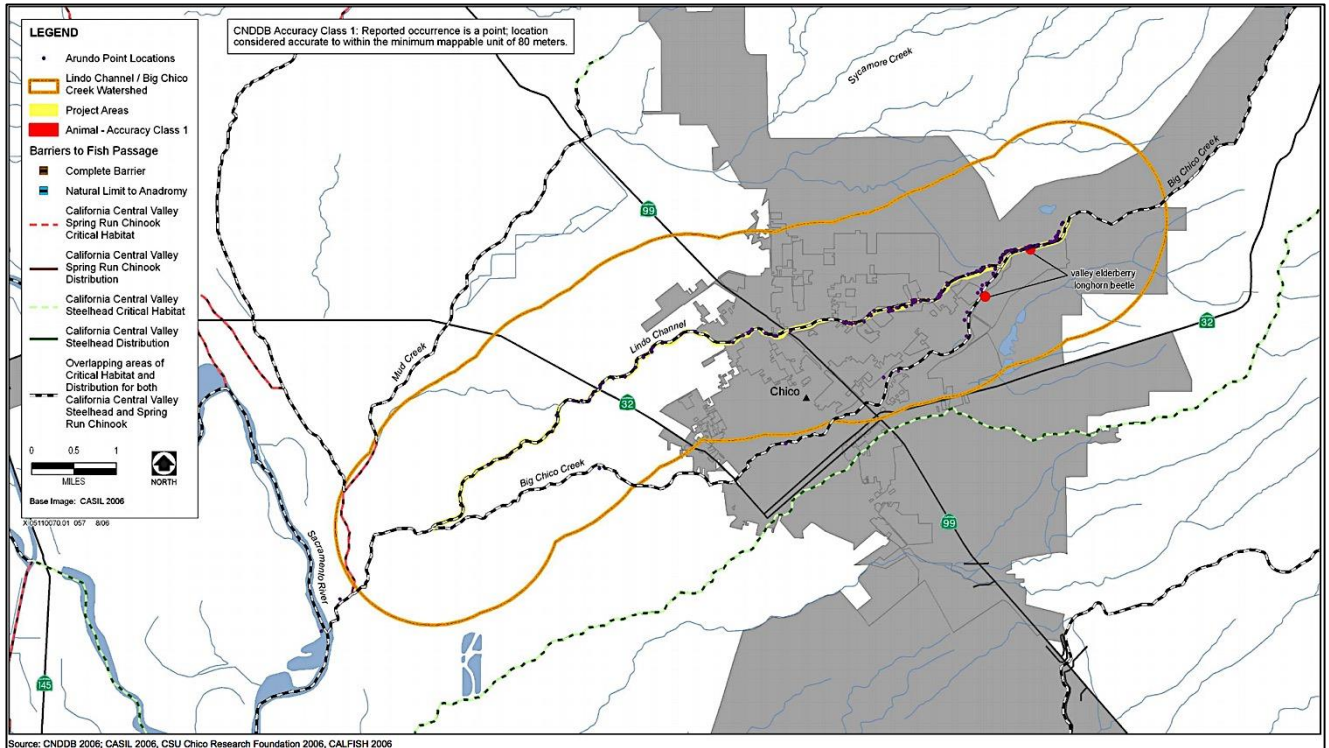 LEGEND
Arundo Point Locations
Lindo Channel / Big Chico
Creek Watershed
Project Areas
Animal - Accuracy Class 1
Barriers to Fish Passage
Complete Barrier
Natural Limit to Anadromy
California Central Valley
Spring Run Chinook
Critical Habitat
California Central Valley
Spring Run Chinook
Distribution
California Central Valley
Steelhead Critical Habitat
California Central Valley
Steelhead Distribution
Overlapping areas of
Critical Habitat and
Distribution for both
California Central Valley
Steelhead and Spring
Run Chinook
0 0.5 1
MILES
NORTH
Base Image: CASIL 2006
X 05110070.01 057 8/06
CNDDB Accuracy Class 1: Reported occurrence is a point; location
considered accurate to within the minimum mappable unit of 80 meters.
Sycamore Creek
Big Chico Creek
99
valley elderberry
longhorn beetle
32
Lindo Channel
Mud Creek
32
Chico
Big Chico Creek
99
Sacramento River
145
Source: CNDDB 2006; CASIL 2006, CSU Chico Research Foundation 2006, CALFISH 2006